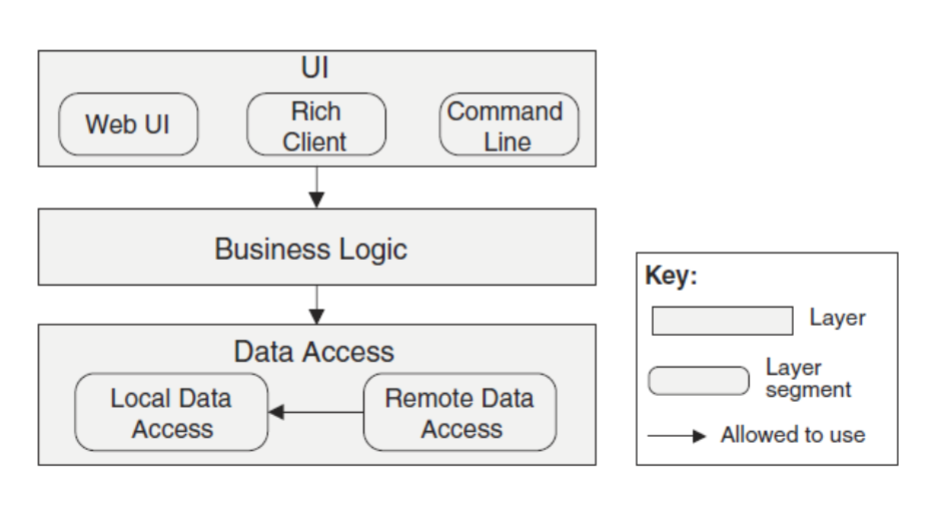 UI
Web UI
Rich
Client
Command
Line
Business Logic
Data Access
Local Data
Access
Remote Data
Access
Key:
Layer
Layer
segment
Allowed to use